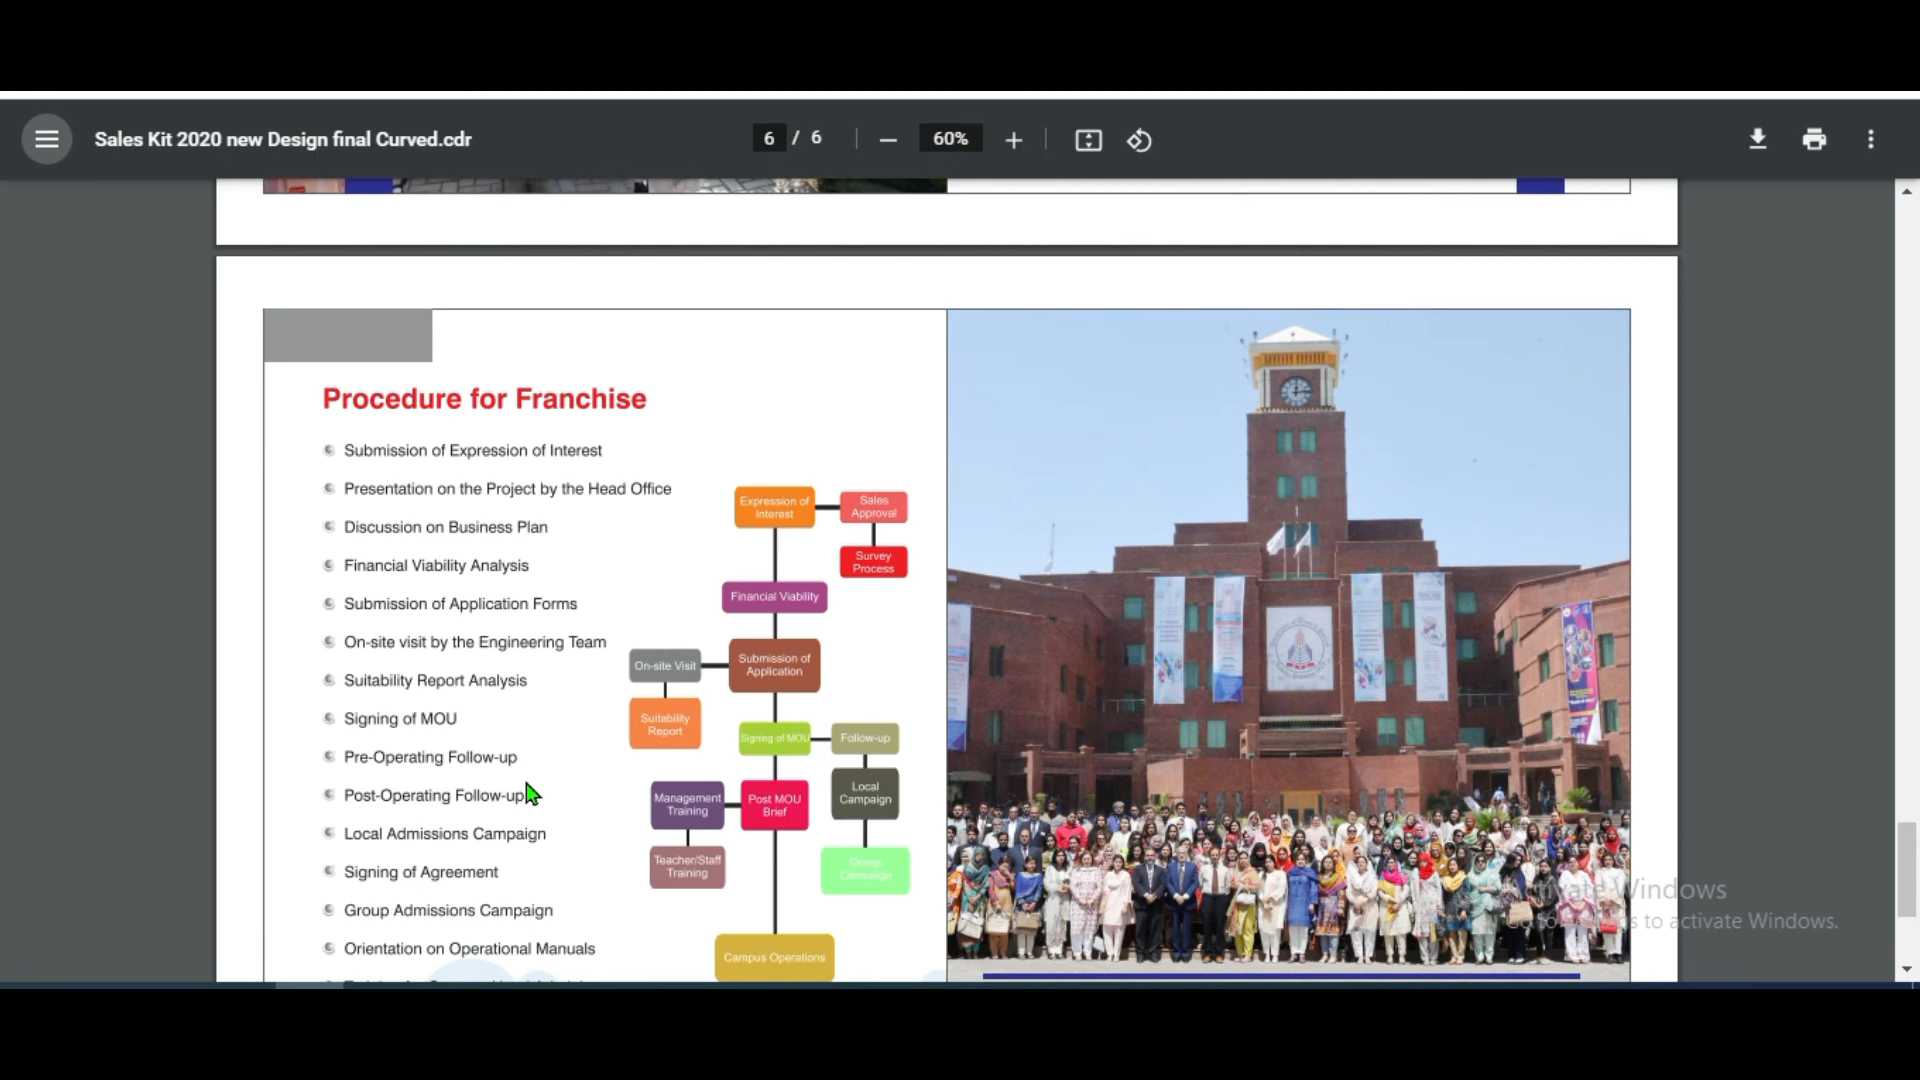 Sales Kit 2020 new Design final Curved.cdr
6 / 6
60%
Procedure for Franchise
Submission of Expression of Interest
Presentation on the Project by the Head Office
Discussion on Business Plan
Financial Viability Analysis
Submission of Application Forms
On-site visit by the Engineering Team
Suitability Report Analysis
Signing of MOU
Pre-Operating Follow-up
Post-Operating Follow-up
Local Admissions Campaign
Signing of Agreement
Group Admissions Campaign
Orientation on Operational Manuals
Expression of
Interest
Sales
Approval
Survey
Process
Financial Viability
On-site Visit
Submission of
Application
Suitability
Report
Signing of MOU
Follow-up
Management
Training
Post MOU
Brief
Local
Campaign
Teacher/Staff
Training
Group
Campaign
Campus Operations
Activate Windows
to activate Windows.